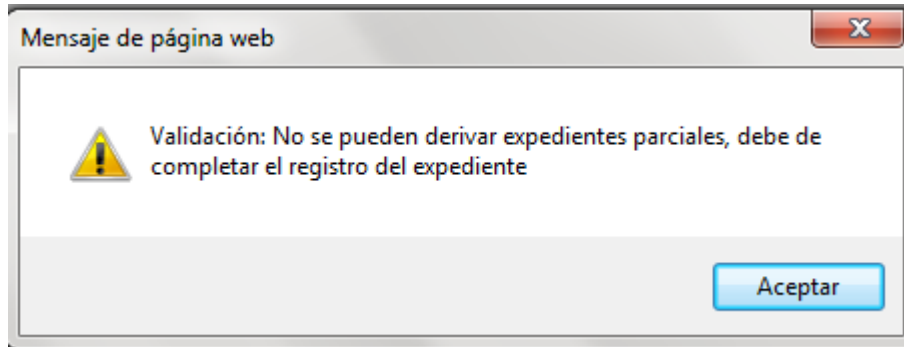 Mensaje de página web
Validación: No se pueden derivar expedientes parciales, debe de
completar el registro del expediente
Aceptar